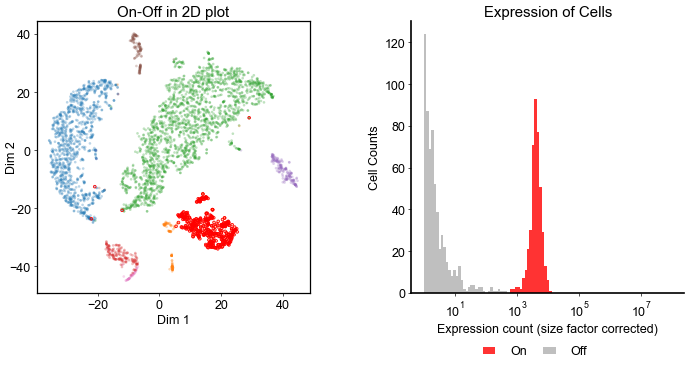 On-Off in 2D plot
Dim 2
40
20
0
−20
−40
−20
0
20
40
Dim 1
Expression of Cells
Cell Counts
120
100
80
60
40
20
0
10^1
10^3
10^5
10^7
Expression count (size factor corrected)
On
Off